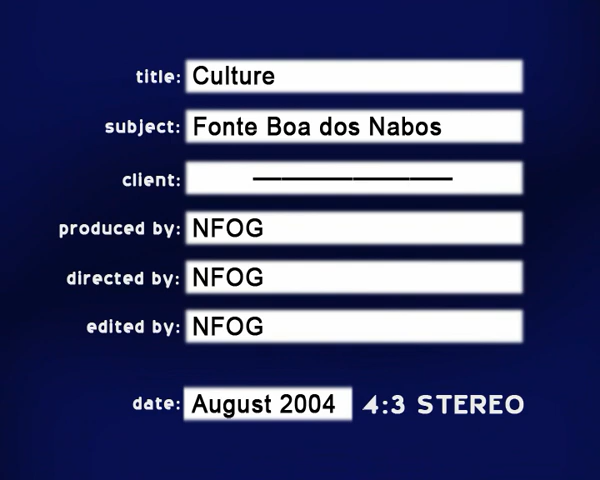 title: Culture
subject: Fonte Boa dos Nabos
client: ————————
produced by: NFOG
directed by: NFOG
edited by: NFOG
date: August 2004 4:3 STEREO